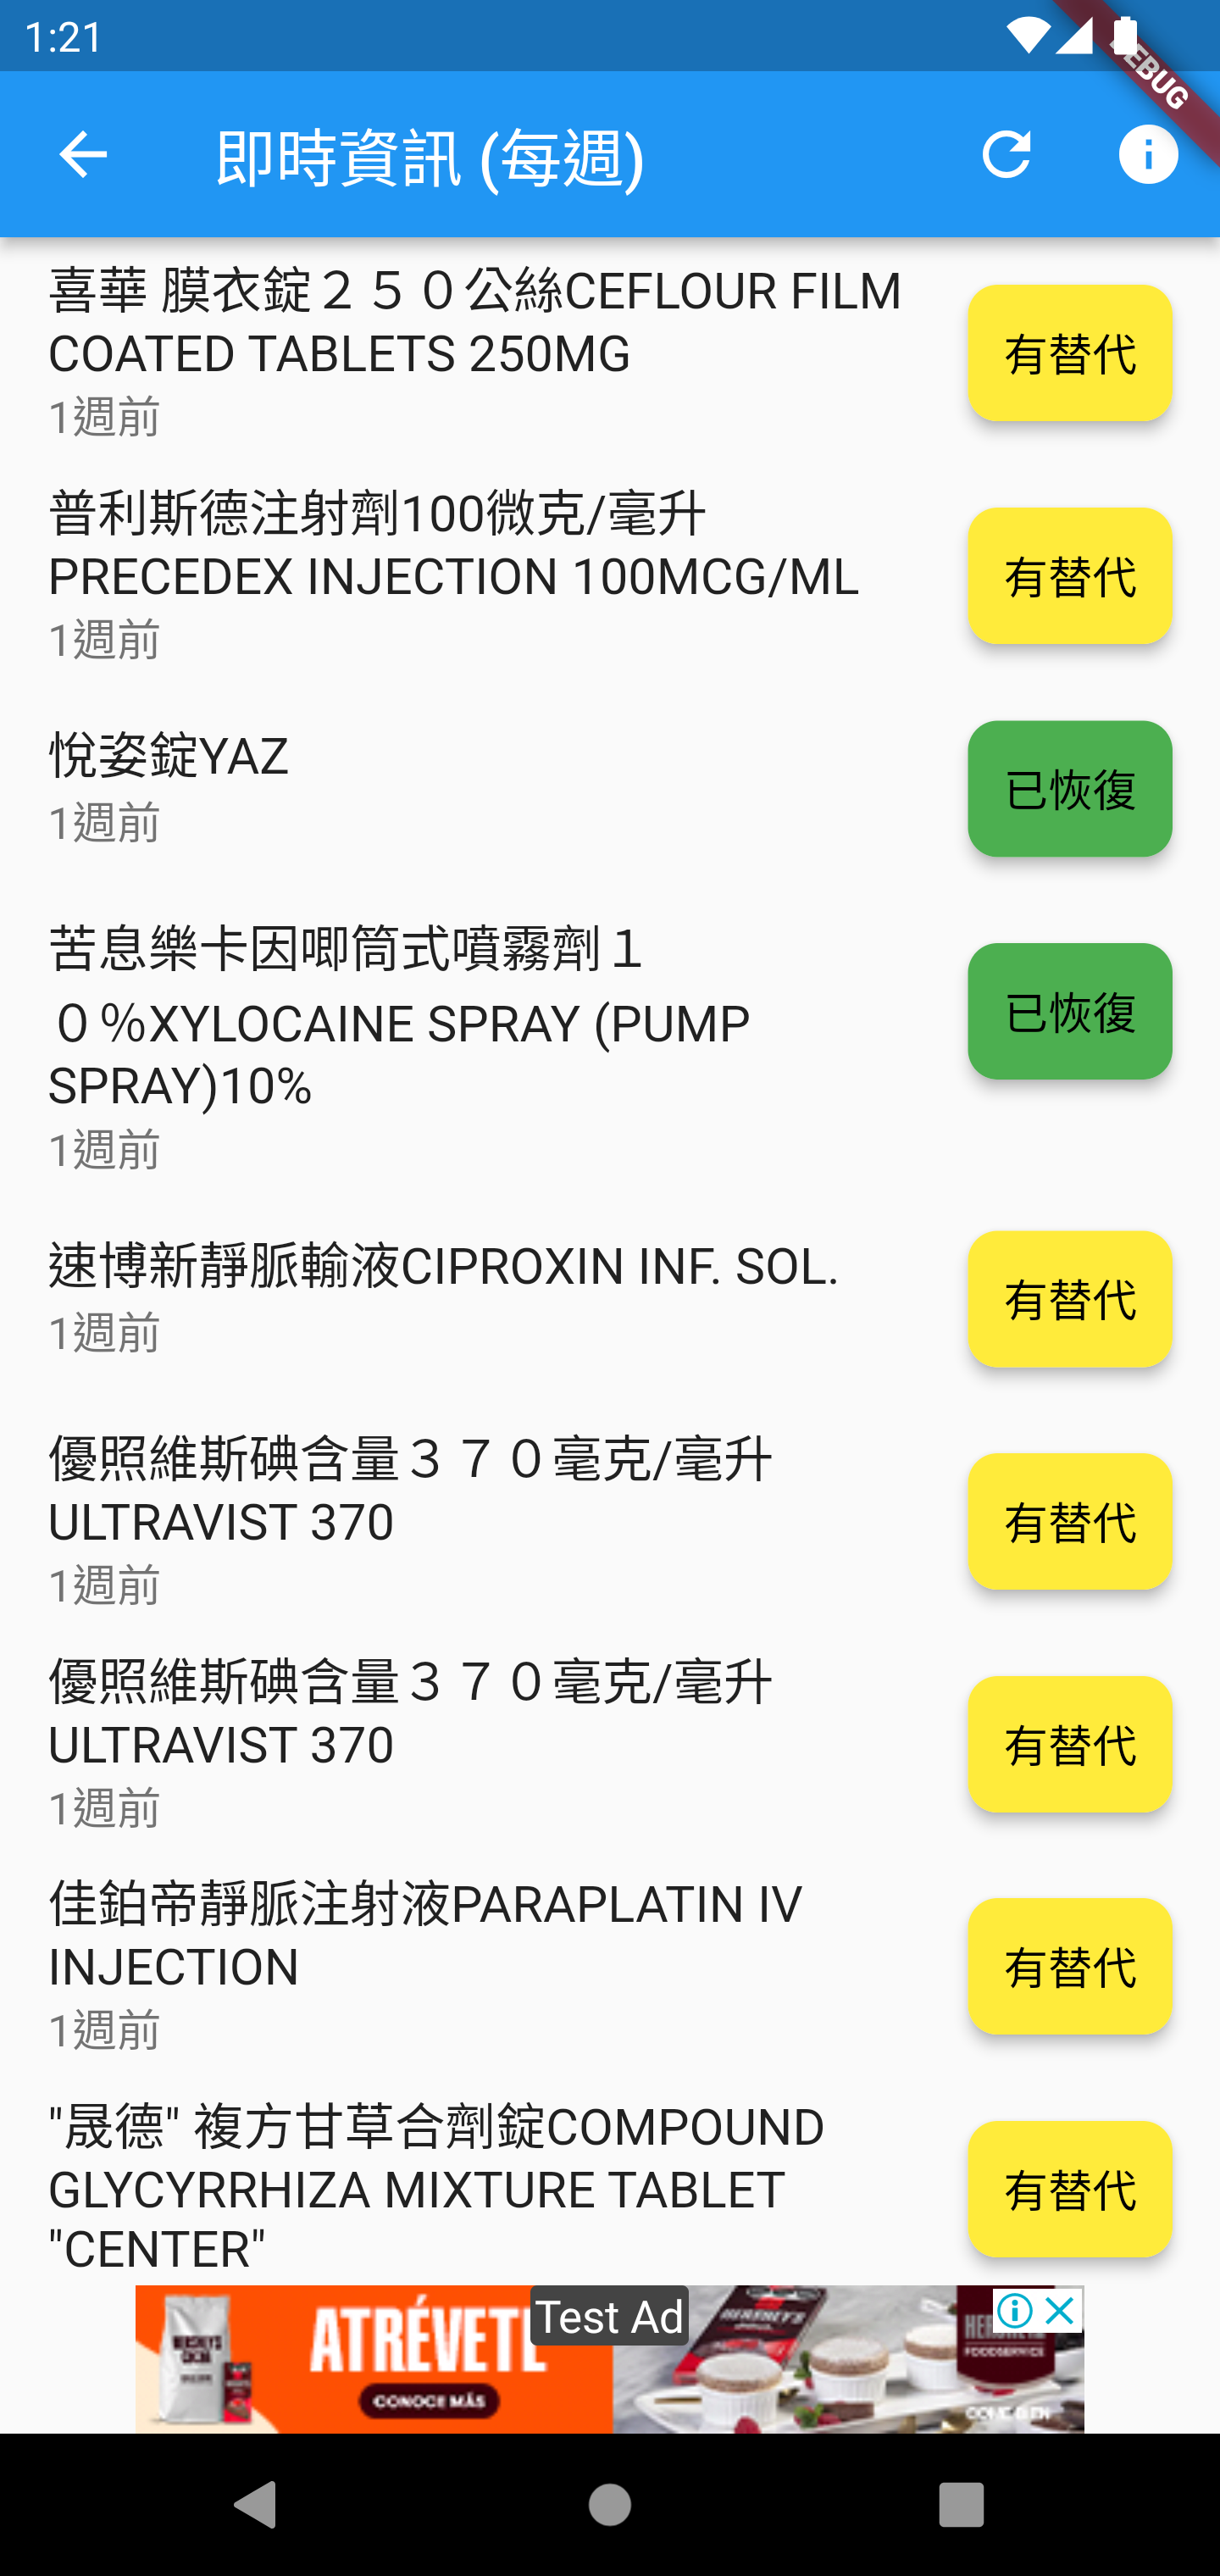 1:21
DEBUG
即時資訊 (每週)
喜華 膜衣錠２５０公絲CEFLOUR FILM
COATED TABLETS 250MG
1週前
有替代
普利斯德注射劑100微克/毫升
PRECEDEX INJECTION 100MCG/ML
1週前
有替代
悅姿錠YAZ
1週前
已恢復
苦息樂卡因唧筒式噴霧劑１
０％XYLOCAINE SPRAY (PUMP
SPRAY)10%
1週前
已恢復
速博新靜脈輸液CIPROXIN INF. SOL.
1週前
有替代
優照維斯碘含量３７０毫克/毫升
ULTRAVIST 370
1週前
有替代
優照維斯碘含量３７０毫克/毫升
ULTRAVIST 370
1週前
有替代
佳鉑帝靜脈注射液PARAPLATIN IV
INJECTION
1週前
有替代
"晟德" 複方甘草合劑錠COMPOUND
GLYCYRRHIZA MIXTURE TABLET
"CENTER"
有替代
ATRÉVETE
CONOCE MÁS
Test Ad
HERSHEY'S
FOODSERVICE